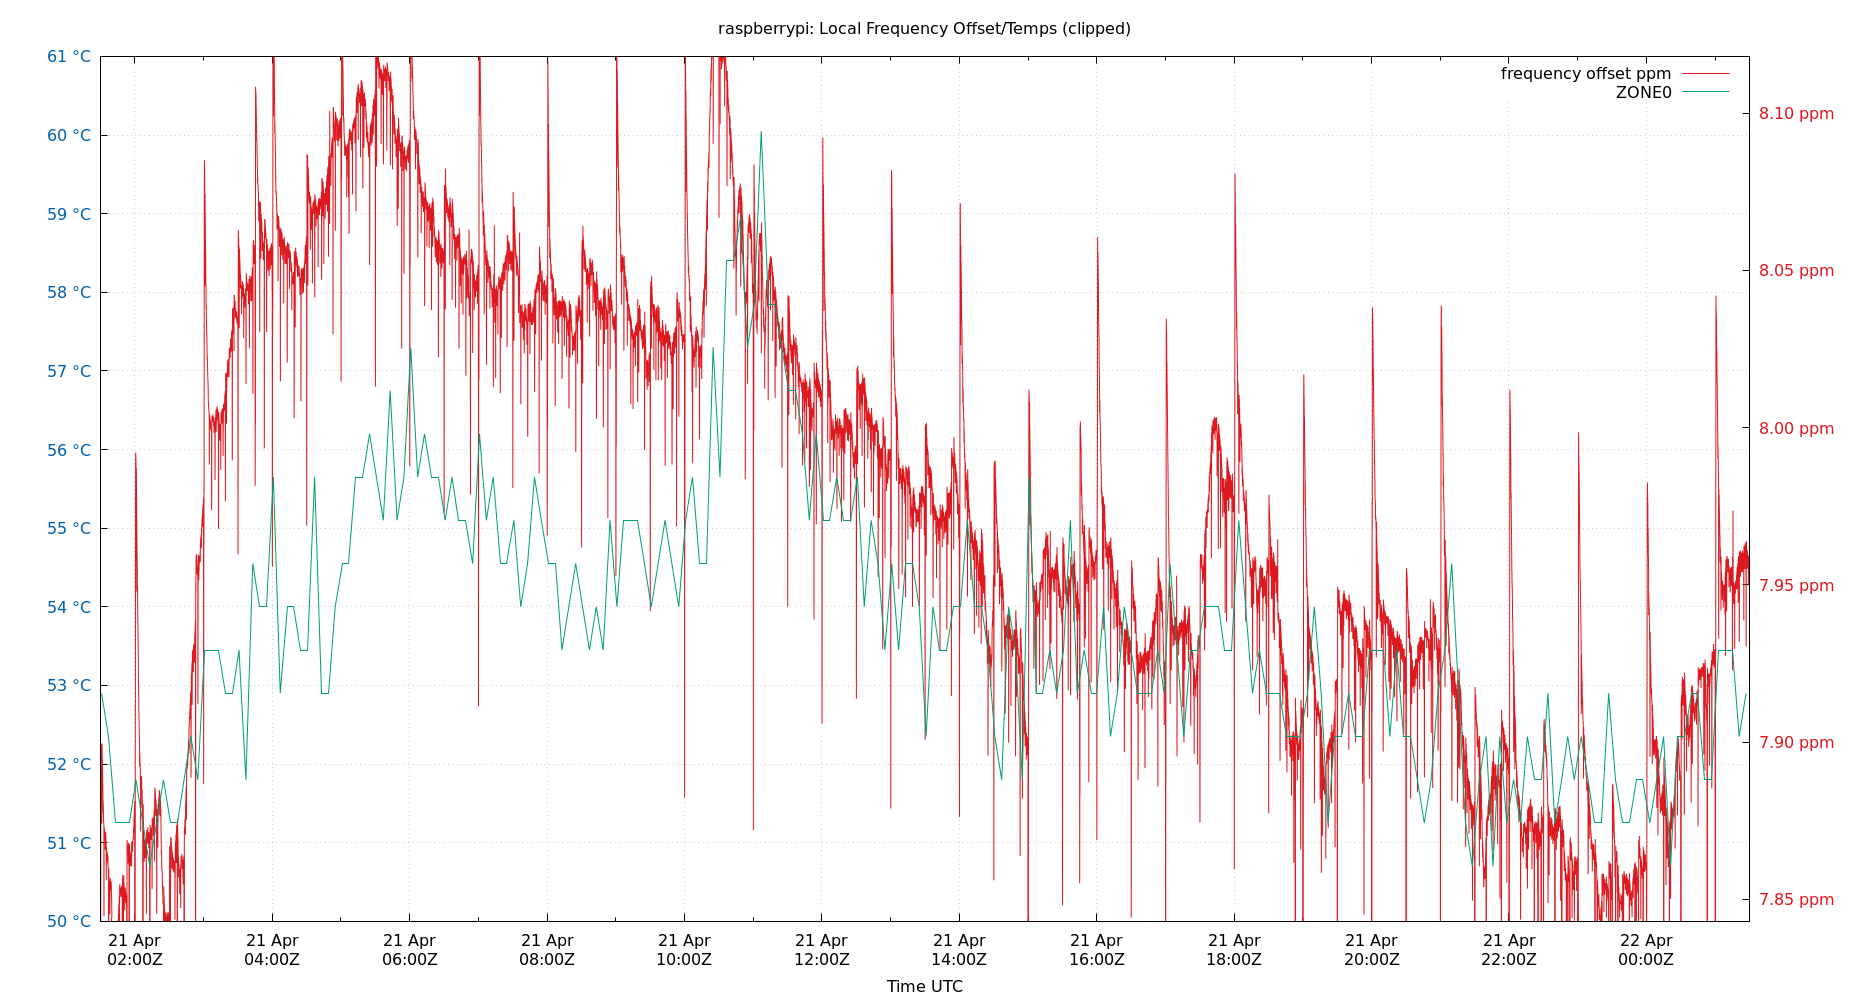 raspberrypi: Local Frequency Offset/Temps (clipped)
frequency offset ppm
ZONE0
61 °C
60 °C
59 °C
58 °C
57 °C
56 °C
55 °C
54 °C
53 °C
52 °C
51 °C
50 °C
8.10 ppm
8.05 ppm
8.00 ppm
7.95 ppm
7.90 ppm
7.85 ppm
21 Apr 21 Apr 21 Apr 21 Apr 21 Apr 21 Apr 21 Apr 21 Apr 21 Apr 21 Apr 21 Apr 22 Apr
02:00Z 04:00Z 06:00Z 08:00Z 10:00Z 12:00Z 14:00Z 16:00Z 18:00Z 20:00Z 22:00Z 00:00Z
Time UTC